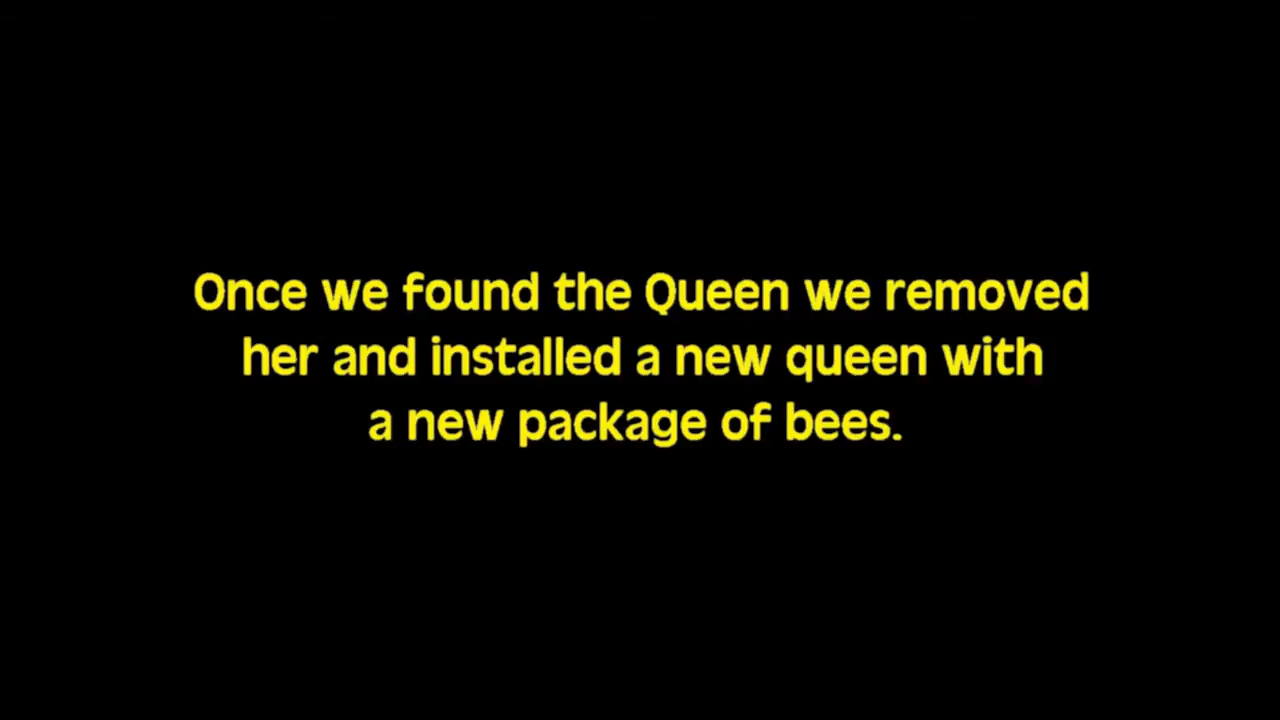 Once we found the Queen we removed
her and installed a new queen with
a new package of bees.